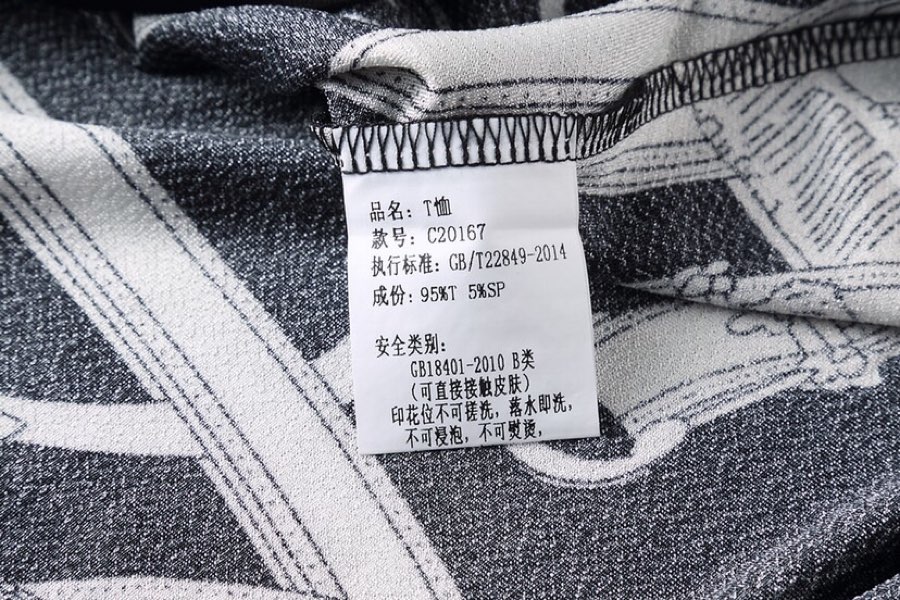 品名：T恤
款号：C20167
执行标准：GB/T22849-2014
成份：95%T 5%SP
安全类别：
GB18401-2010 B类
(可直接接触皮肤)
印花位不可搓洗，落水即洗，
不可浸泡，不可熨烫，